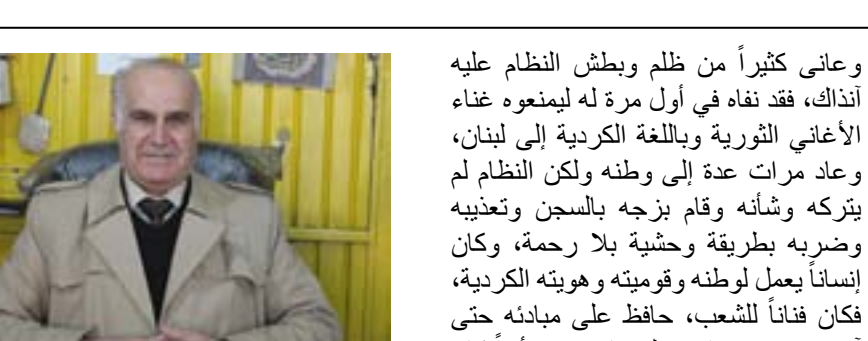 وعانى كثيراً من ظلم وبطش النظام عليه
آنذاك، فقد نفاه في أول مرة له ليمنعوه غناء
الأغاني الثورية وباللغة الكردية إلى لبنان،
وعاد مرات عدة إلى وطنه ولكن النظام لم
يتركه وشأنه وقام بزجه بالسجن وتعذيبه
وضربه بطريقة وحشية بلا رحمة، وكان
إنساناً يعمل لوطنه وقوميته وهويته الكردية،
فكان فناناً للشعب، حافظ على مبادئه حتى